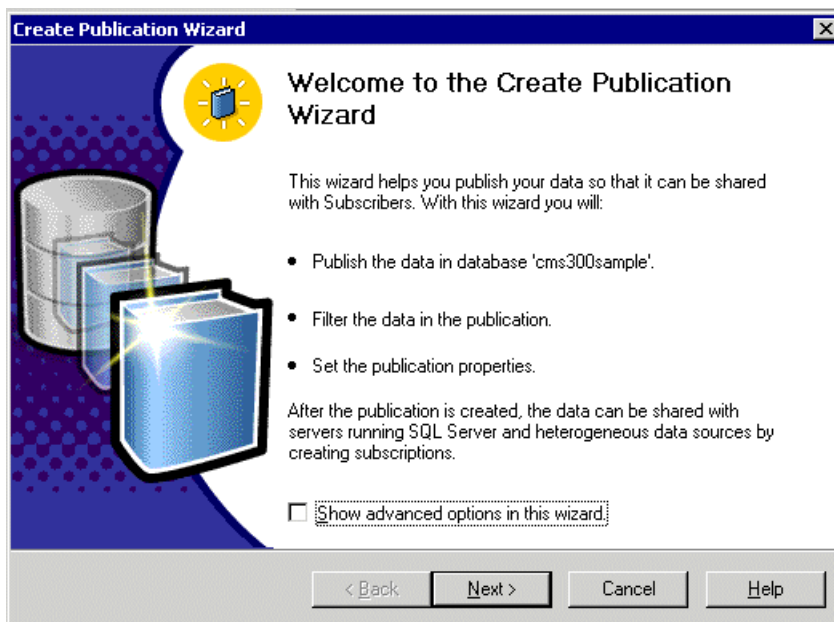 Create Publication Wizard
Welcome to the Create Publication
Wizard
This wizard helps you publish your data so that it can be shared
with Subscribers. With this wizard you will:
• Publish the data in database 'cms300sample'.
• Filter the data in the publication.
• Set the publication properties.
After the publication is created, the data can be shared with
servers running SQL Server and heterogeneous data sources by
creating subscriptions.
Show advanced options in this wizard.
< Back
Next >
Cancel
Help